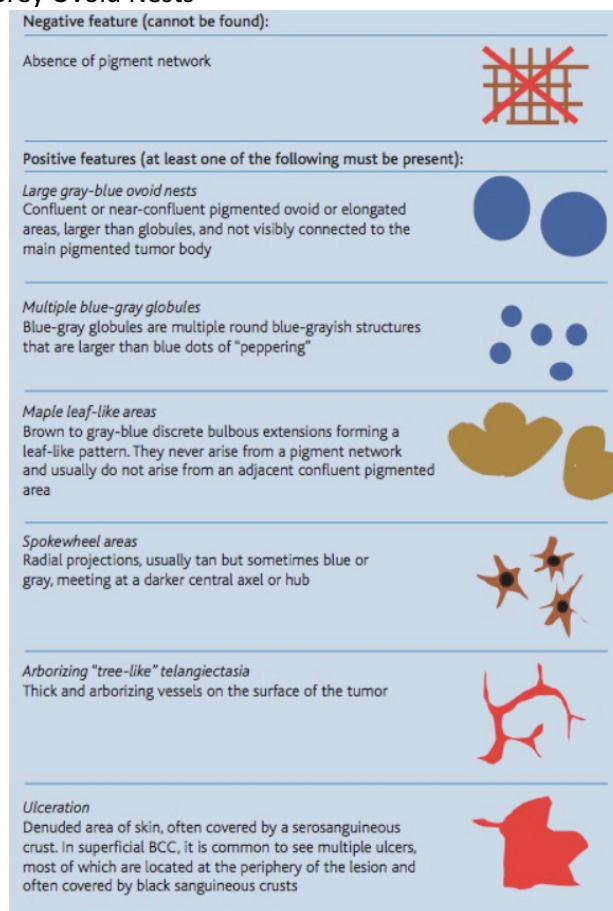 Grey Ovoid Nests
Negative feature (cannot be found):
Absence of pigment network
Positive features (at least one of the following must be present):
Large gray-blue ovoid nests
Confluent or near-confluent pigmented ovoid or elongated
areas, larger than globules, and not visibly connected to the
main pigmented tumor body
Multiple blue-gray globules
Blue-gray globules are multiple round blue-grayish structures
that are larger than blue dots of "peppering"
Maple leaf-like areas
Brown to gray-blue discrete bulbous extensions forming a
leaf-like pattern. They never arise from a pigment network
and usually do not arise from an adjacent confluent pigmented
area
Spokewheel areas
Radial projections, usually tan but sometimes blue or
gray, meeting at a darker central axel or hub
Arborizing "tree-like" telangiectasia
Thick and arborizing vessels on the surface of the tumor
Ulceration
Denuded area of skin, often covered by a serosanguineous
crust. In superficial BCC, it is common to see multiple ulcers,
most of which are located at the periphery of the lesion and
often covered by black sanguineous crusts